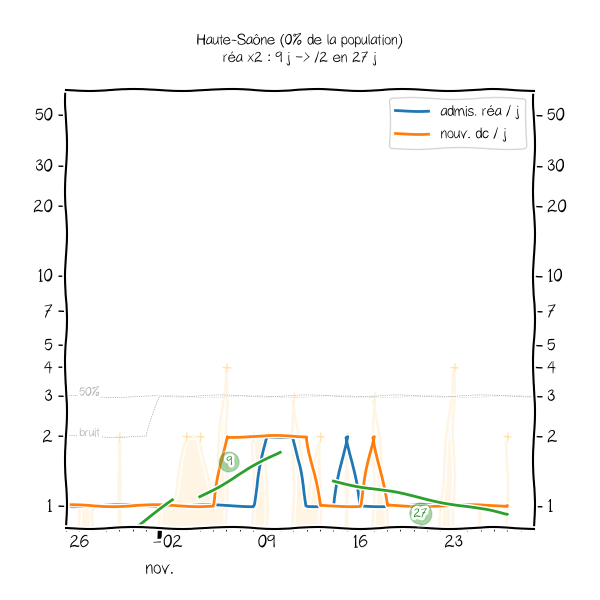 Haute-Saône (0% de la population)
réa x2 : 9 j -> /2 en 27 j
admis. réa / j
nouv. dc / j
50 50
30 30
20 20
10 10
7 7
5 5
4 4
3 50% 3
2 bruit 2
9
1 27 1
26 02 09 16 23
nov.